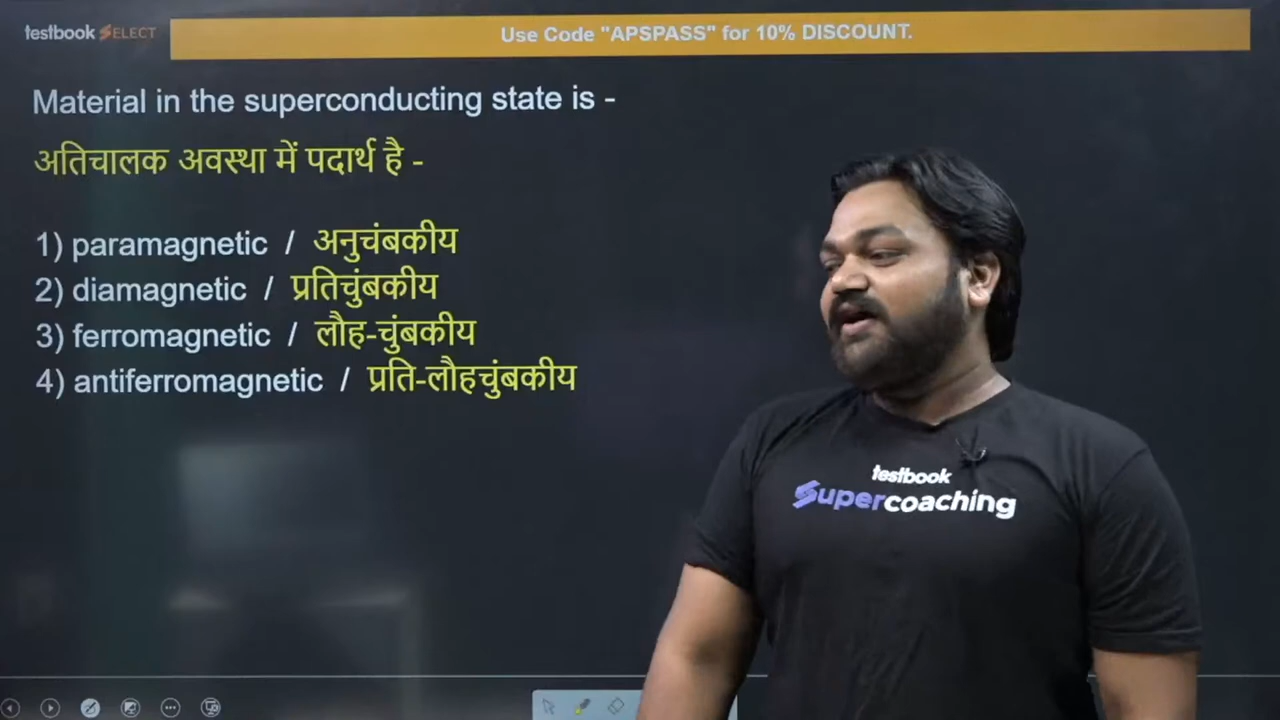 testbook SELECT
Use Code "APSPASS" for 10% DISCOUNT.
Material in the superconducting state is -
अतिचालक अवस्था में पदार्थ है -
1) paramagnetic / अनुचंबकीय
2) diamagnetic / प्रतिचुंबकीय
3) ferromagnetic / लौह-चुंबकीय
4) antiferromagnetic / प्रति-लौहचुंबकीय
testbook
Supercoaching